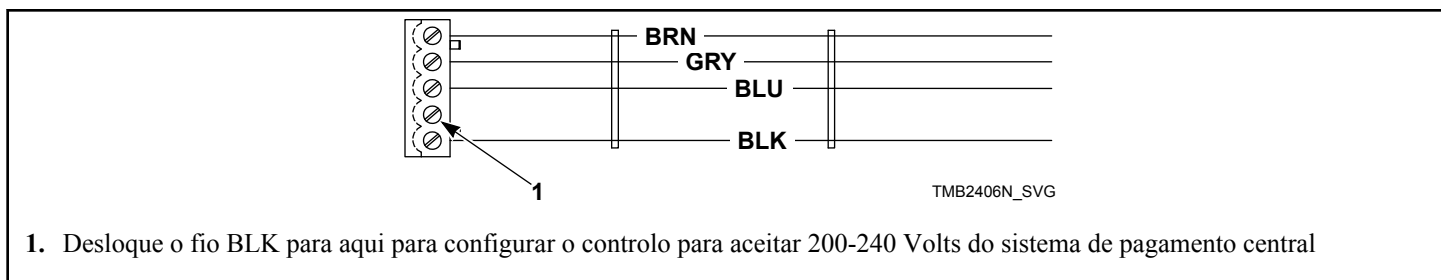 BRN
GRY
BLU
BLK
1
TMB2406N_SVG
1. Desloque o fio BLK para aqui para configurar o controlo para aceitar 200-240 Volts do sistema de pagamento central